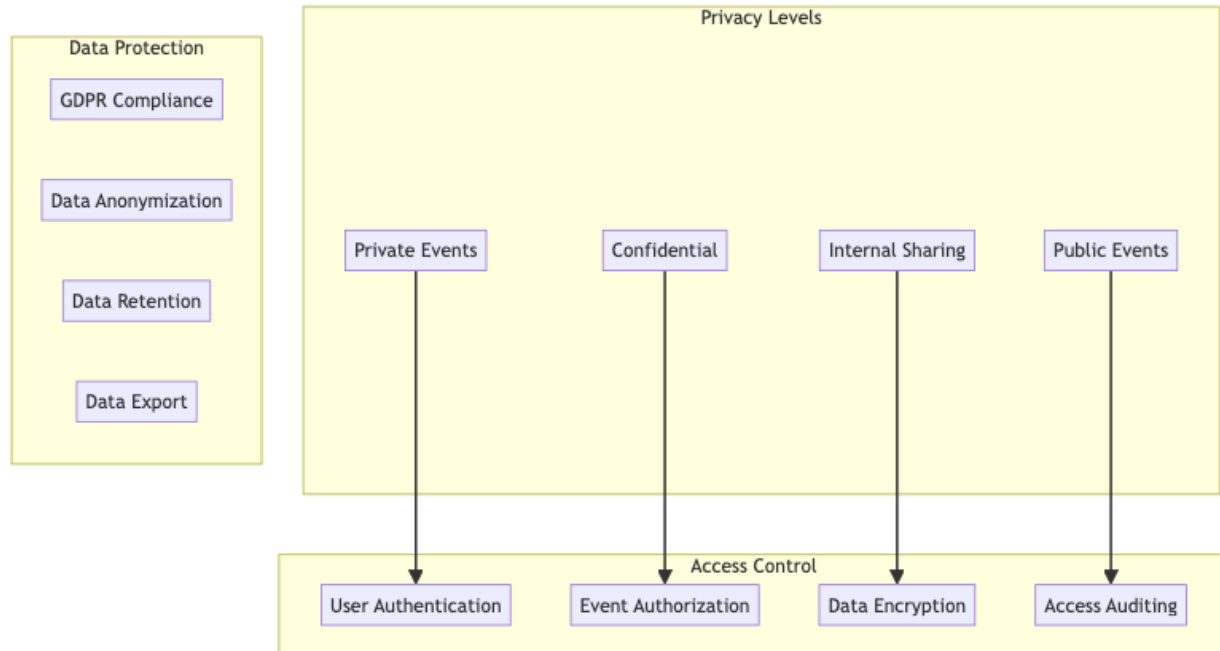 Data Protection
GDPR Compliance
Data Anonymization
Data Retention
Data Export
Privacy Levels
Private Events
Confidential
Internal Sharing
Public Events
Access Control
User Authentication
Event Authorization
Data Encryption
Access Auditing